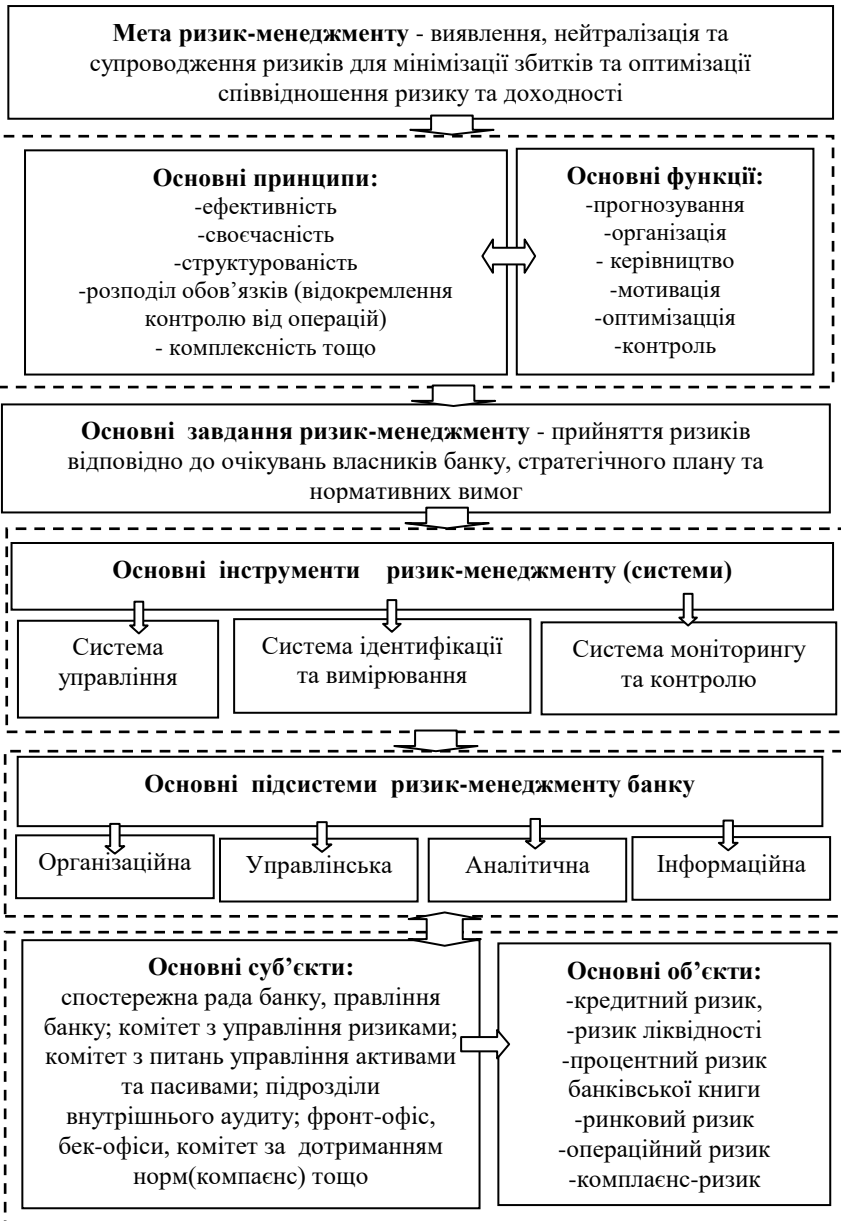 Мета ризик-менеджменту - виявлення, нейтралізація та
супроводження ризиків для мінімізації збитків та оптимізації
співвідношення ризику та доходності
Основні принципи:
-ефективність
-своєчасність
-структурованість
-розподіл обов’язків (відокремлення
контролю від операцій)
- комплексність тощо
Основні функції:
-прогнозування
-організація
- керівництво
-мотивація
-оптимізацція
-контроль
Основні завдання ризик-менеджменту - прийняття ризиків
відповідно до очікувань власників банку, стратегічного плану та
нормативних вимог
Основні інструменти ризик-менеджменту (системи)
Система
управління
Система ідентифікації
та вимірювання
Система моніторингу
та контролю
Основні підсистеми ризик-менеджменту банку
Організаційна
Управлінська
Аналітична
Інформаційна
Основні суб’єкти:
спостережна рада банку, правління
банку; комітет з управління ризиками;
комітет з питань управління активами
та пасивами; підрозділи
внутрішнього аудиту; фронт-офіс,
бек-офіси, комітет за дотриманням
норм(компаєнс) тощо
Основні об’єкти:
-кредитний ризик,
-ризик ліквідності
-процентний ризик
банківської книги
-ринковий ризик
-операційний ризик
-комплаєнс-ризик